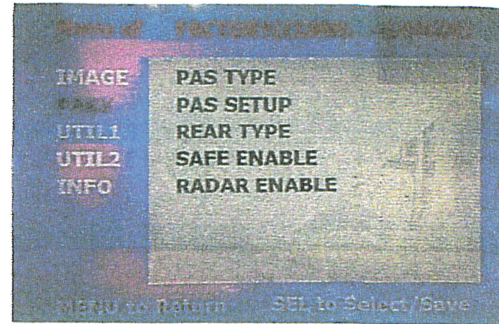 IMAGE PAS TYPE
PAS SETUP
UTIL1 REAR TYPE
UTIL2 SAFE ENABLE
INFO RADAR ENABLE
MENU to Return SEL to Select/Save